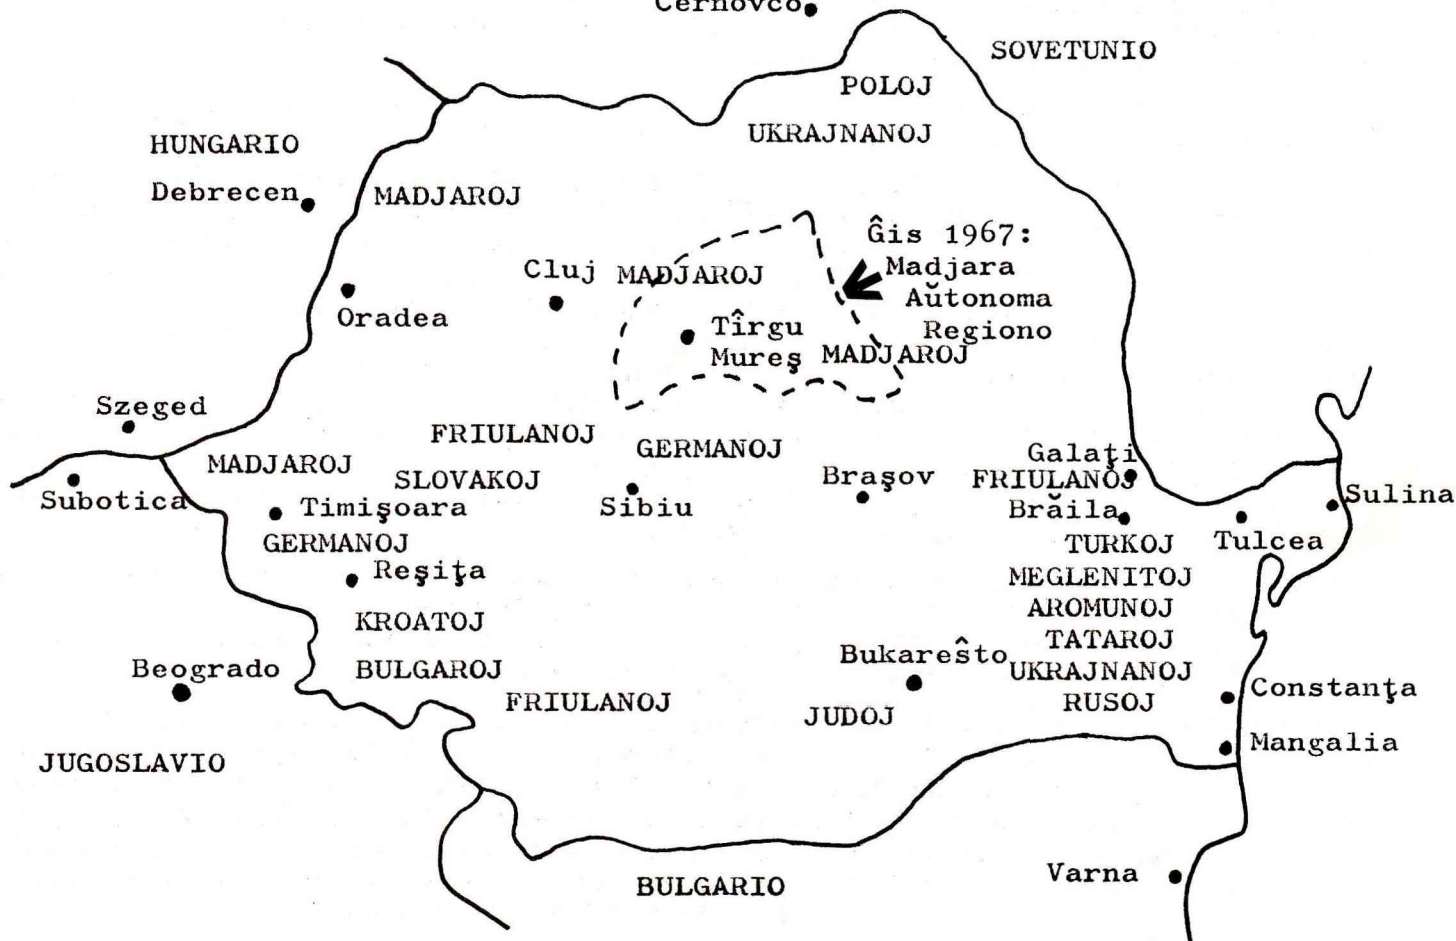 Ĉernovco
SOVETUNIO
POLOJ
UKRAJNANOJ
HUNGARIO
Debrecen
MADJAROJ
Ĝis 1967:
Madjara
Aŭtonoma
Regiono
Cluj
MADJAROJ
Oradea
Tîrgu
Mureş
MADJAROJ
Szeged
FRIULANOJ
GERMANOJ
MADJAROJ
SLOVAKOJ
Subotica
Timişoara
Sibiu
Braşov
Galaţi
FRIULANOJ
Brăila
Sulina
Tulcea
GERMANOJ
Reşiţa
TURKOJ
MEGLENITOJ
AROMUNOJ
TATAROJ
UKRAJNANOJ
RUSOJ
KROATOJ
BULGAROJ
Beogrado
FRIULANOJ
Bukareŝto
JUDOJ
Constanţa
Mangalia
JUGOSLAVIO
BULGARIO
Varna